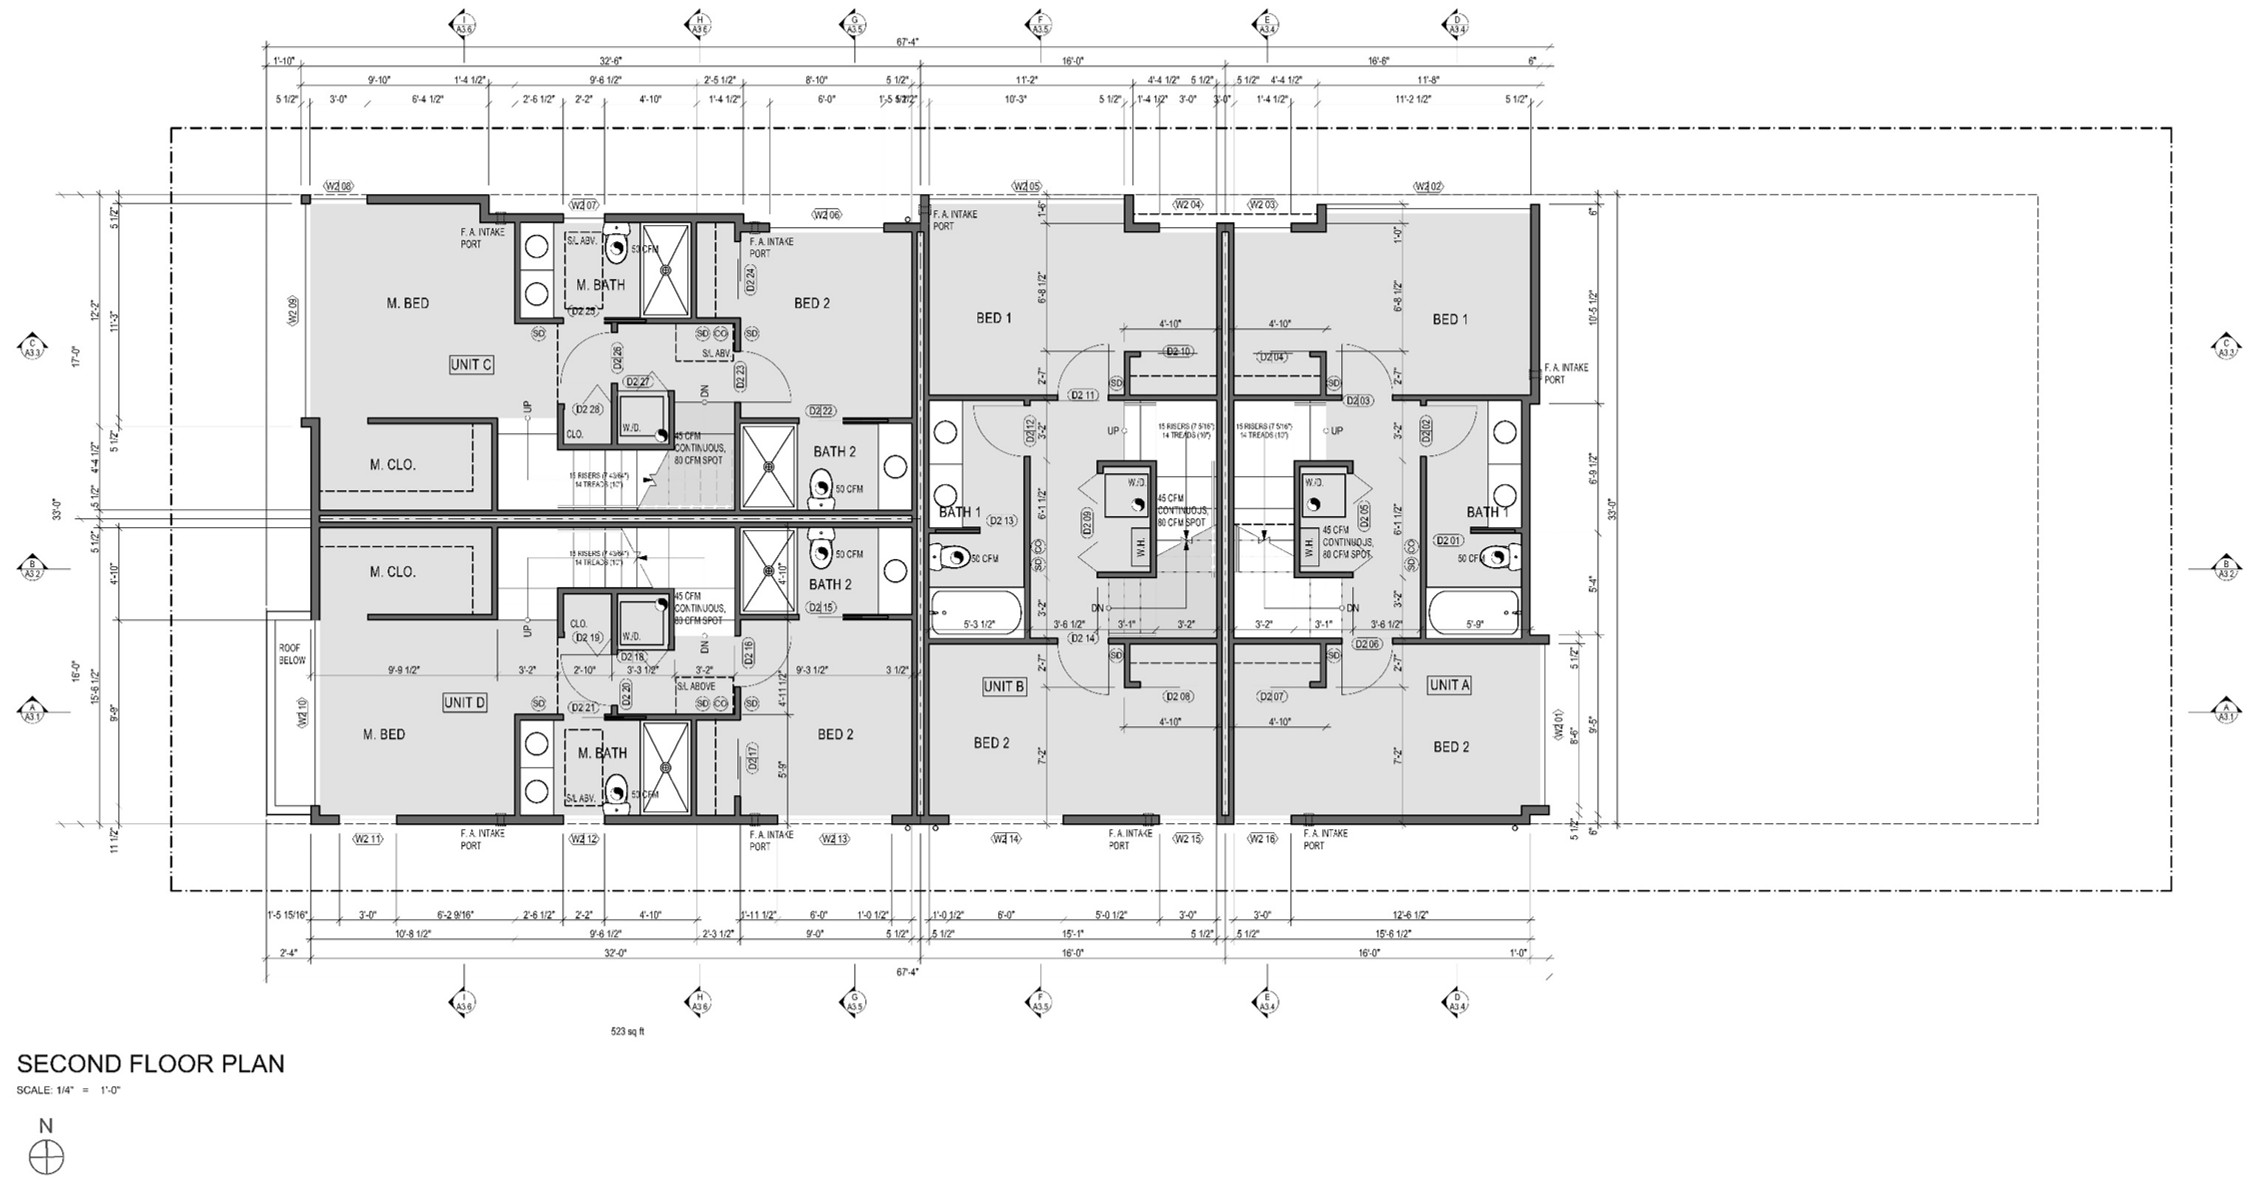 I H G F E D
A3.6 A3.6 A3.5 A3.5 A3.4 A3.4
67'-4"
1'-10" 32'-6" 16'-0" 16'-6" 6"
9'-10" 1'-4 1/2" 9'-6 1/2" 2'-5 1/2" 8'-10" 5 1/2" 11'-2" 4'-4 1/2" 5 1/2" 5 1/2" 4'-4 1/2" 11'-8"
5 1/2" 3'-0" 6'-4 1/2" 2'-6 1/2" 2'-2" 4'-10" 1'-4 1/2" 6'-0" 1'-5 1/2" 10'-3" 5 1/2" 1'-4 1/2" 3'-0" 3'-0" 1'-4 1/2" 11'-2 1/2" 5 1/2"
W2 08 W2 07 W2 06 W2 05 W2 04 W2 03 W2 02
F. A. INTAKE
PORT
F. A. INTAKE
PORT
F. A. INTAKE
PORT
F. A. INTAKE
PORT
S/L ABV.
50 CFM
M. BATH
D2 25
D2 24
W2 09
M. BED
UNIT C
BED 2
BED 1
BED 1
1'-6"
6'-8 1/2"
2'-7"
1'-0"
6'-8 1/2"
2'-7"
4'-10" 4'-10"
D2 10 D2 04
SD SD CO SD
S/L ABV.
D2 26
D2 27
D2 28
D2 23
D2 22
UP
DN
CLO.
W./D.
45 CFM
CONTINUOUS,
80 CFM SPOT
M. CLO.
15 RISERS (7 43/64")
14 TREADS (10")
BATH 2
50 CFM
SD
D2 11
SD
D2 03
UP
15 RISERS (7 5/16")
14 TREADS (10")
15 RISERS (7 5/16")
14 TREADS (10")
UP
D2 12
3'-2"
3'-2"
D2 02
W./D.
W./D.
6'-1 1/2"
6'-1 1/2"
BATH 1
D2 13
D2 09
W.H.
45 CFM
CONTINUOUS,
80 CFM SPOT
W.H.
D2 05
45 CFM
CONTINUOUS,
80 CFM SPOT
BATH 1
D2 01
50 CFM
50 CFM
SD CO
SD CO
DN
DN
3'-2"
3'-2"
5'-3 1/2" 3'-6 1/2" 3'-1" 3'-2" 3'-2" 3'-1" 3'-6 1/2" 5'-9"
D2 14 D2 06
M. CLO.
15 RISERS (7 43/64")
14 TREADS (10")
50 CFM
BATH 2
4'-10"
D2 15
45 CFM
CONTINUOUS,
80 CFM SPOT
CLO.
D2 19
W./D.
UP
DN
D2 18
D2 16
D2 20
ROOF
BELOW
9'-9 1/2" 3'-2" 2'-10" 3'-3 1/2" 3'-2" 9'-3 1/2" 3 1/2"
S/L ABOVE
UNIT D
SD
D2 21
SD CO SD
4'-11 1/2"
W2 10
M. BED
M. BATH
S/L ABV.
50 CFM
D2 17
BED 2
5'-9"
SD SD
2'-7"
2'-7"
UNIT B UNIT A
D2 08 D2 07
4'-10" 4'-10"
BED 2
BED 2
7'-2"
7'-2"
W2 01
8'-6"
F. A. INTAKE
PORT
F. A. INTAKE
PORT
F. A. INTAKE
PORT
F. A. INTAKE
PORT
W2 11 W2 12 W2 13 W2 14 W2 15 W2 16
5 1/2"
12'-2"
11'-3"
17'-0"
5 1/2"
4'-4 1/2"
5 1/2"
33'-0"
5 1/2"
4'-10"
16'-0"
15'-6 1/2"
9'-9"
11 1/2"
6"
10'-5 1/2"
6'-9 1/2"
33'-0"
5'-4"
5 1/2"
9'-5"
5 1/2"
6"
C
A3.3
B
A3.2
A
A3.1
C
A3.3
B
A3.2
A
A3.1
1'-5 15/16" 3'-0" 6'-2 9/16" 2'-6 1/2" 2'-2" 4'-10" 1'-11 1/2" 6'-0" 1'-0 1/2" 1'-0 1/2" 6'-0" 5'-0 1/2" 3'-0" 3'-0" 12'-6 1/2"
10'-8 1/2" 9'-6 1/2" 2'-3 1/2" 9'-0" 5 1/2" 5 1/2" 15'-1" 5 1/2" 5 1/2" 15'-6 1/2"
2'-4" 32'-0" 16'-0" 16'-0" 1'-0"
67'-4"
I H G F E D
A3.6 A3.6 A3.5 A3.5 A3.4 A3.4
523 sq ft
SECOND FLOOR PLAN
SCALE: 1/4" = 1'-0"
N